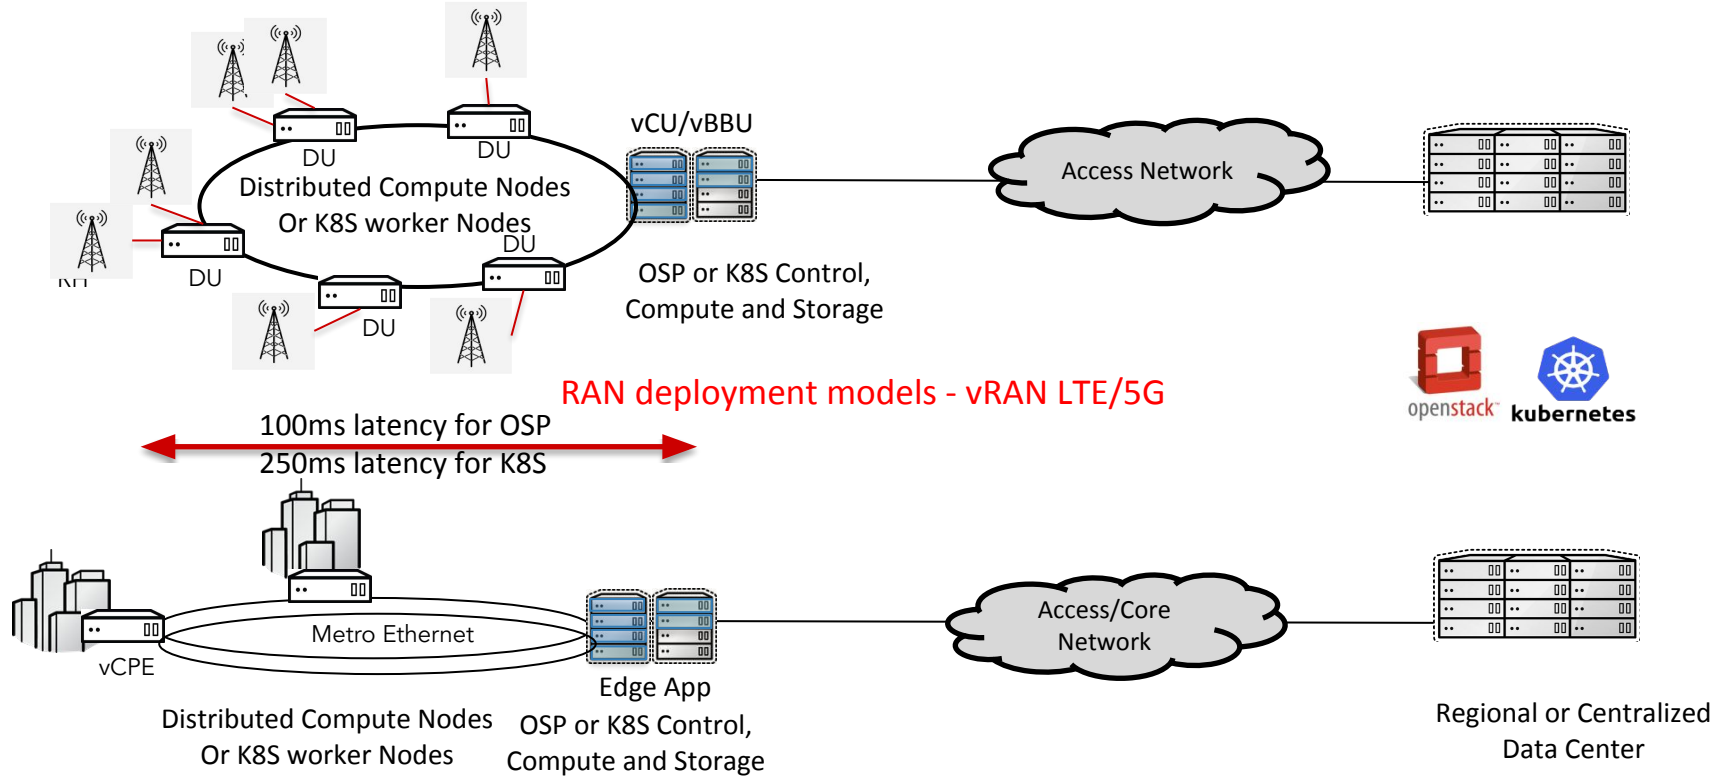 vCU/vBBU
DU
DU
Distributed Compute Nodes
Or K8S worker Nodes
DU
DU
DU
Access Network
OSP or K8S Control,
Compute and Storage
RAN deployment models - vRAN LTE/5G
openstack™
kubernetes
100ms latency for OSP
250ms latency for K8S
Metro Ethernet
vCPE
Access/Core
Network
Edge App
Distributed Compute Nodes
Or K8S worker Nodes
OSP or K8S Control,
Compute and Storage
Regional or Centralized
Data Center